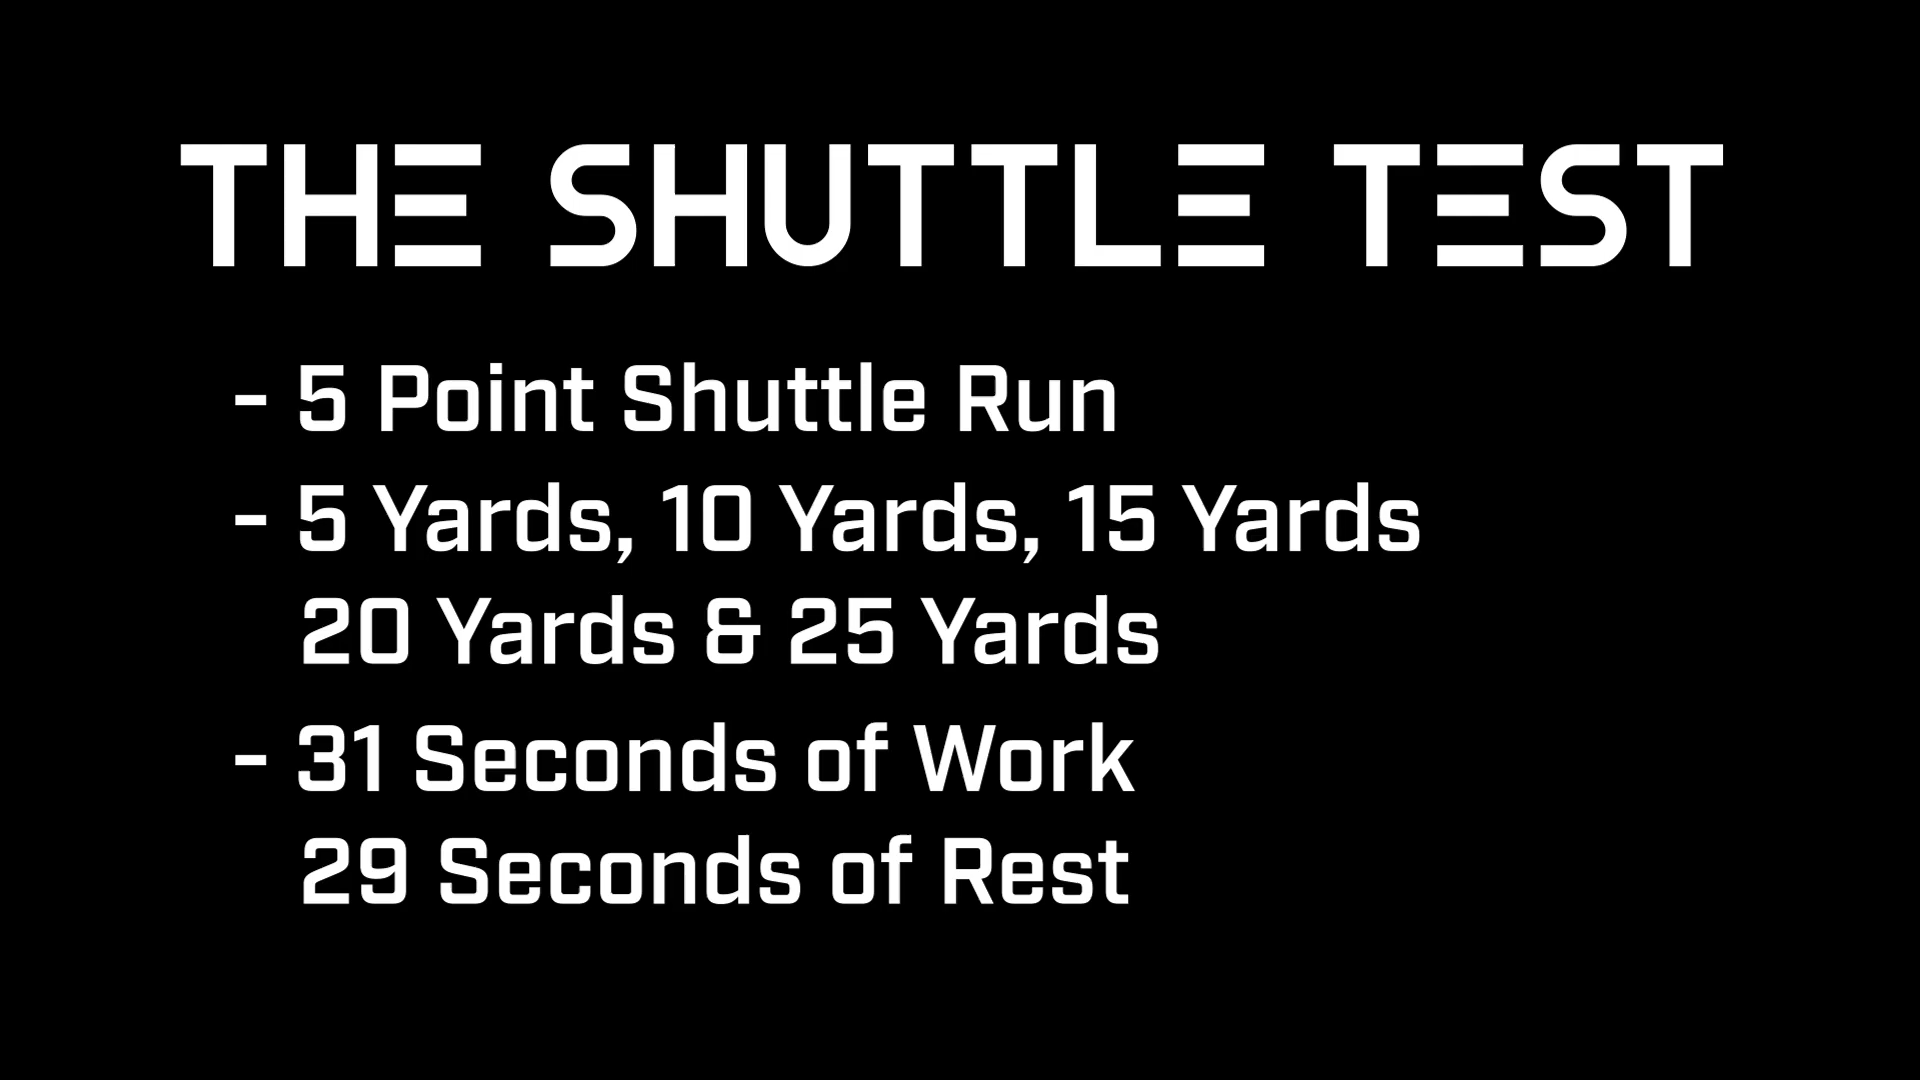 THE SHUTTLE TEST
- 5 Point Shuttle Run
- 5 Yards, 10 Yards, 15 Yards
20 Yards & 25 Yards
- 31 Seconds of Work
29 Seconds of Rest